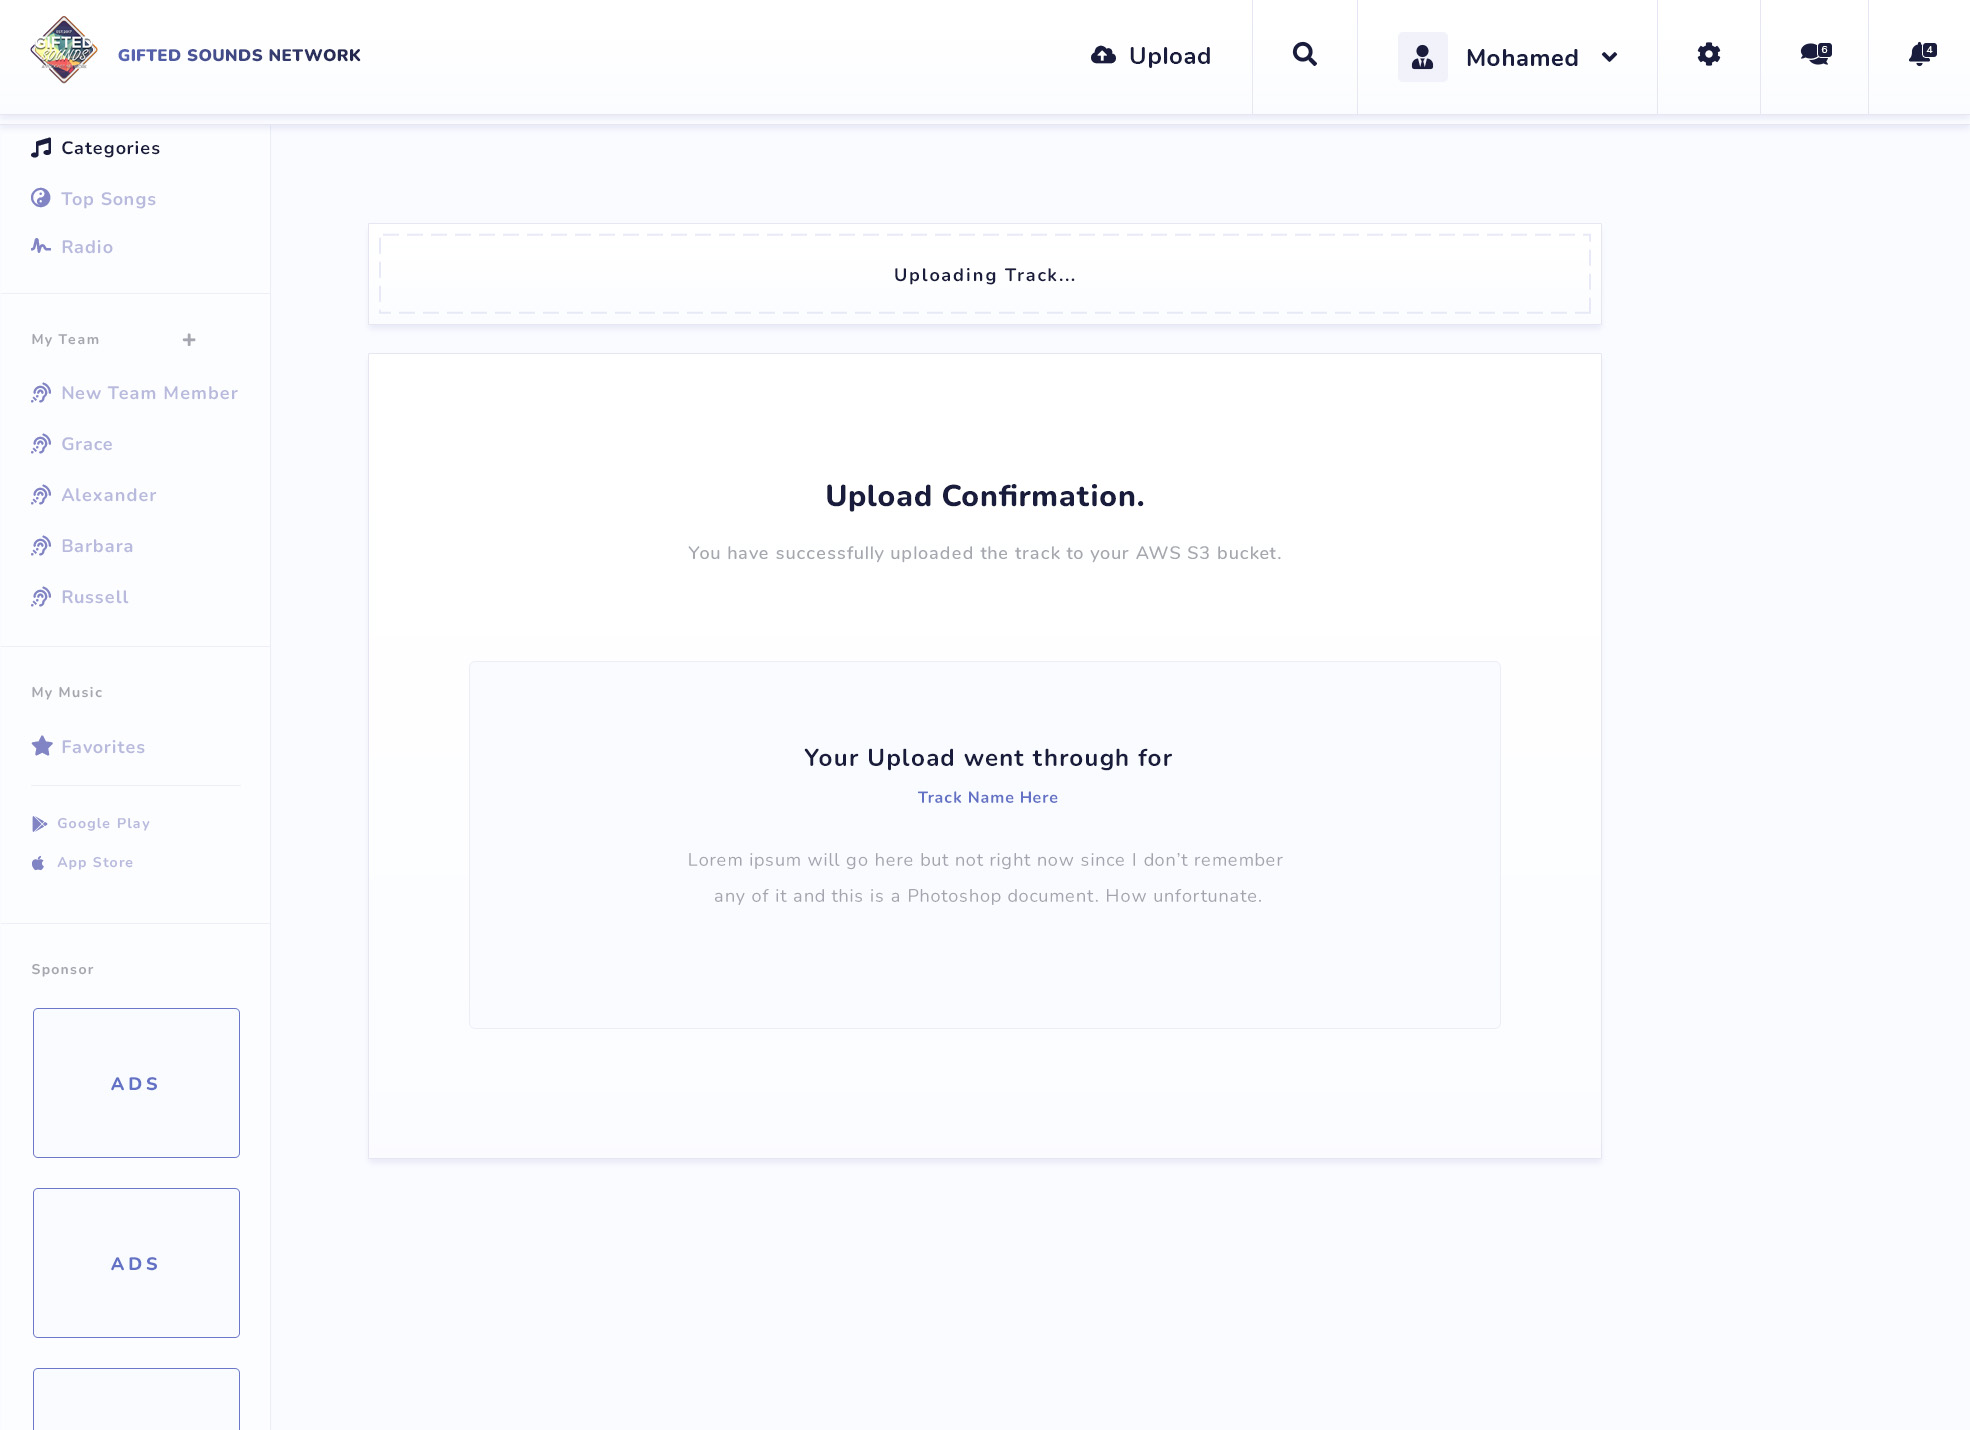 EST.2017
GIFTED
SOUNDS
GIFTED SOUNDS NETWORK
Upload
Mohamed
6
4
Categories
Top Songs
Radio
My Team
New Team Member
Grace
Alexander
Barbara
Russell
My Music
Favorites
Google Play
App Store
Sponsor
ADS
ADS
Uploading Track...
Upload Confirmation.
You have successfully uploaded the track to your AWS S3 bucket.
Your Upload went through for
Track Name Here
Lorem ipsum will go here but not right now since I don’t remember
any of it and this is a Photoshop document. How unfortunate.